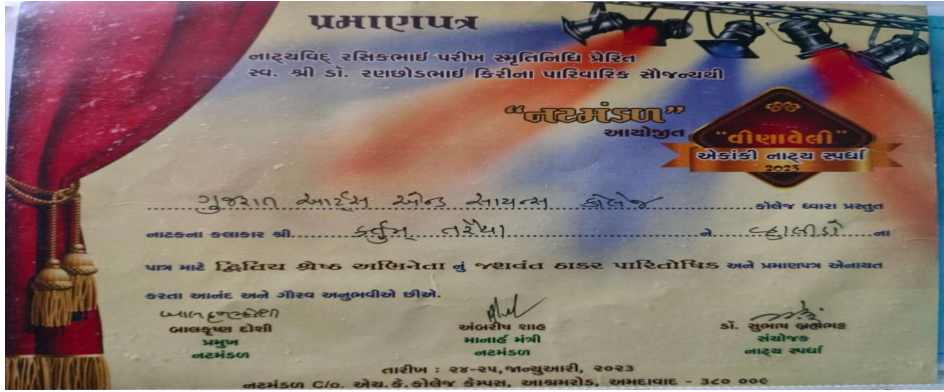 પ્રમાણપત્ર
નાટ્યવિદ્ રસિકભાઈ પરીખ સ્મૃતિનિધિ પ્રેરિત
સ્વ. શ્રી ડૉ. રણછોડભાઈ કિરીના પારિવારિક સૌજન્યથી
“નટમંડળ”
આયોજીત
“વીણાવેલી”
એકાંકી નાટ્ય સ્પર્ધા
2023
ગુજરાત આર્ટ્સ એન્ડ સાયન્સ કોલેજ કોલેજ ધ્વારા પ્રસ્તુત
નાટકના કલાકાર શ્રી તરૈયા ને વ્હાલીડો ના
પાત્ર માટે દ્વિતિય શ્રેષ્ઠ અભિનેતા નું જશવંત ઠાકર પારિતોષિક અને પ્રમાણપત્ર એનાયત
કરતા આનંદ અને ગૌરવ અનુભવીએ છીએ.
બાલકૃષ્ણ દોશી અંબરીષ શાહ ડૉ. સુભાષ બ્રહ્મભટ્ટ
પ્રમુખ માનાર્હ મંત્રી સંયોજક
નટમંડળ નટમંડળ નાટ્ય સ્પર્ધા
તારીખ : ૨૪-૨૫,જાન્યુઆરી, ૨૦૨૩
નટમંડળ C/o. એચ.કે.કોલેજ કેમ્પસ, આશ્રમરોડ, અમદાવાદ - ૩૮૦ ૦૦૯